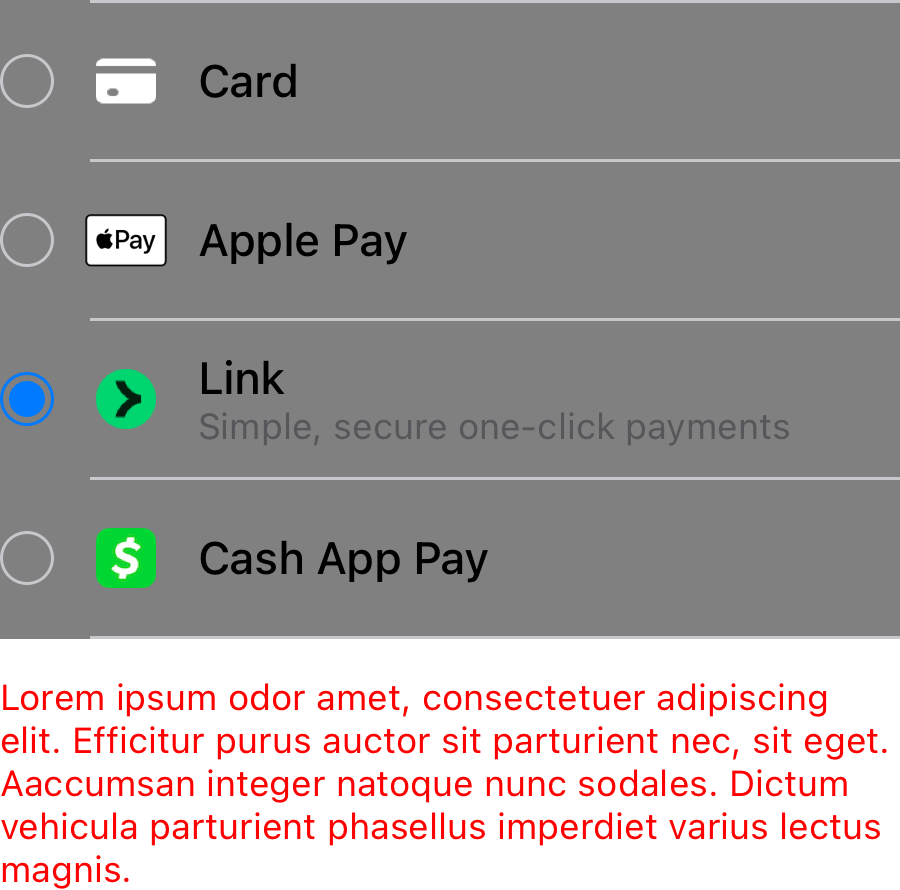 Card
Pay
Apple Pay
Link
Simple, secure one-click payments
$
Cash App Pay
Lorem ipsum odor amet, consectetuer adipiscing
elit. Efficitur purus auctor sit parturient nec, sit eget.
Aaccumsan integer natoque nunc sodales. Dictum
vehicula parturient phasellus imperdiet varius lectus
magnis.